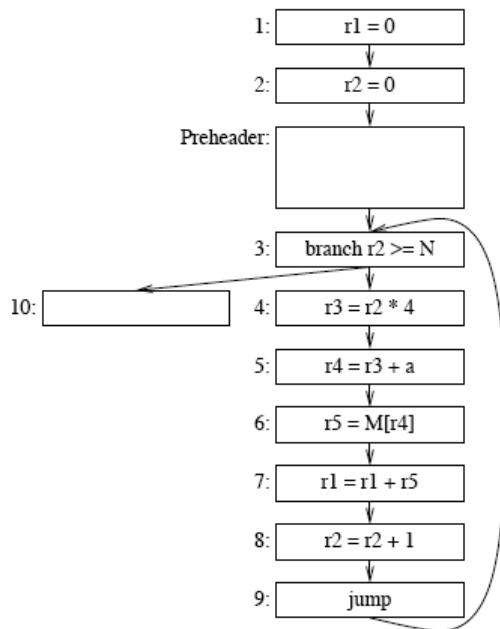 1: r1 = 0
2: r2 = 0
Preheader:
3: branch r2 >= N
10:
4: r3 = r2 * 4
5: r4 = r3 + a
6: r5 = M[r4]
7: r1 = r1 + r5
8: r2 = r2 + 1
9: jump